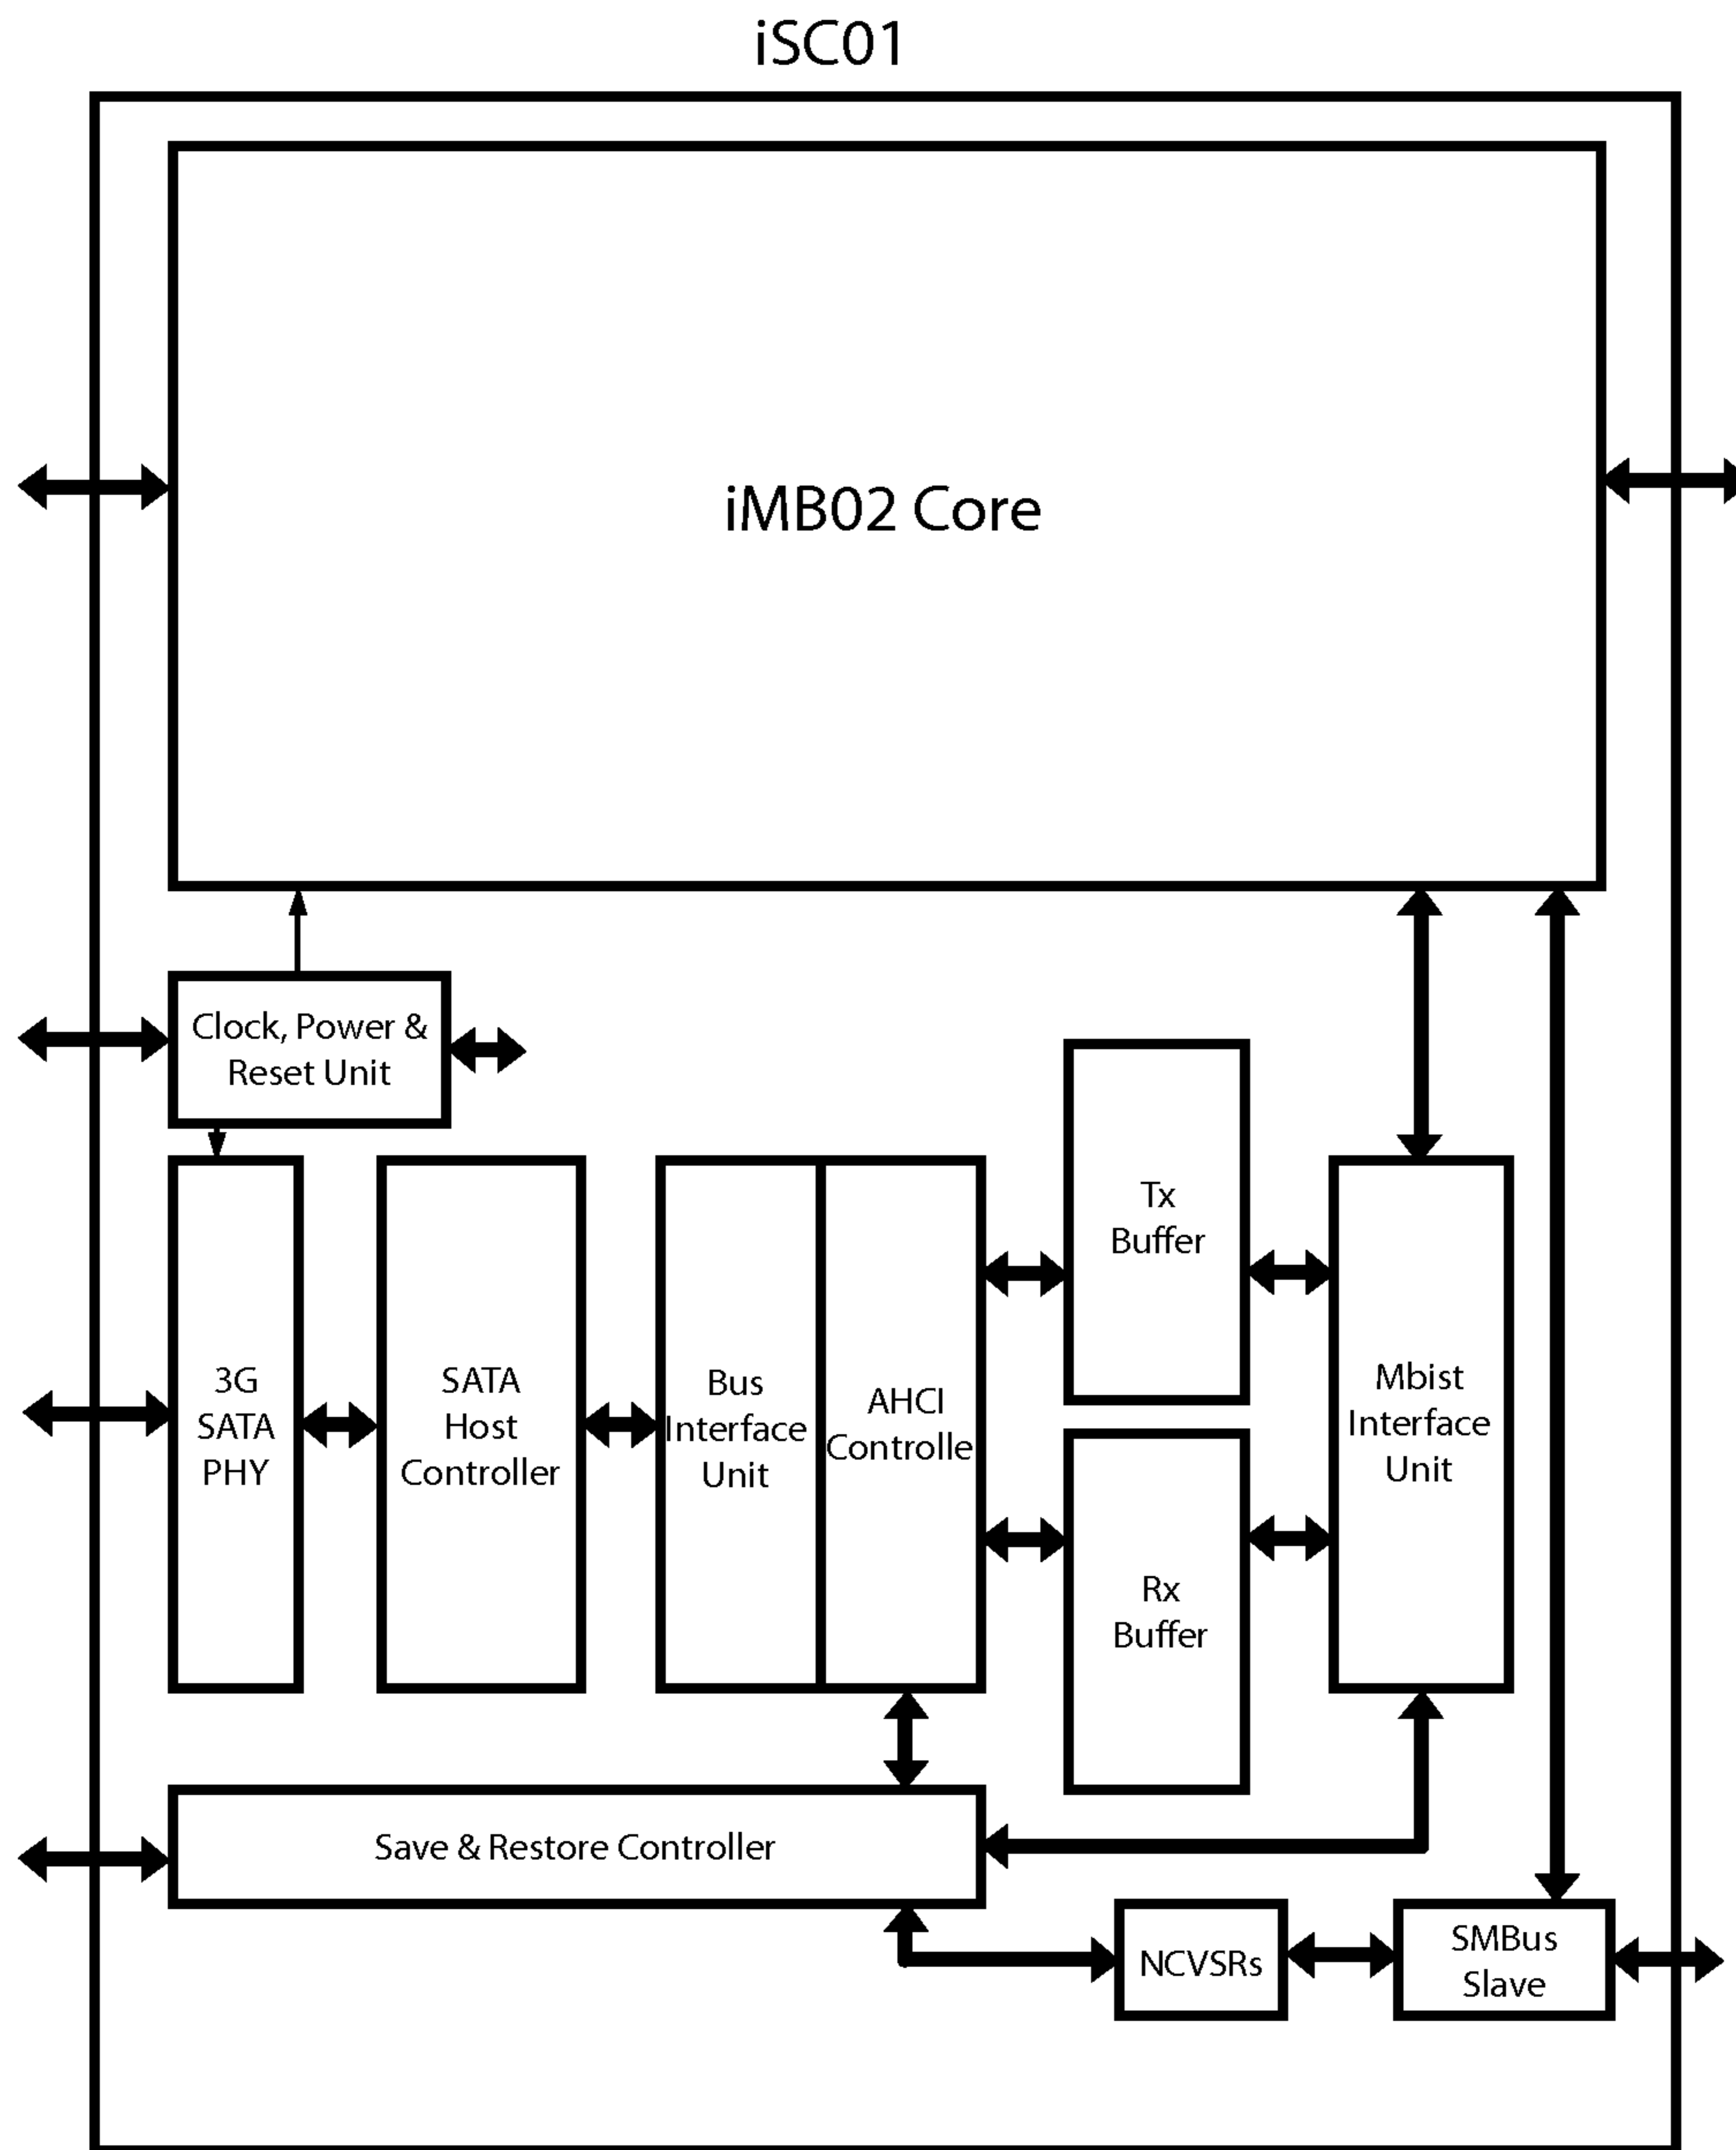 iSC01
iMB02 Core
Clock, Power &
Reset Unit
Tx
Buffer
3G
SATA
PHY
SATA
Host
Controller
Bus
Interface
Unit
AHCI
Controlle
Mbist
Interface
Unit
Rx
Buffer
Save & Restore Controller
NCVSRs
SMBus
Slave